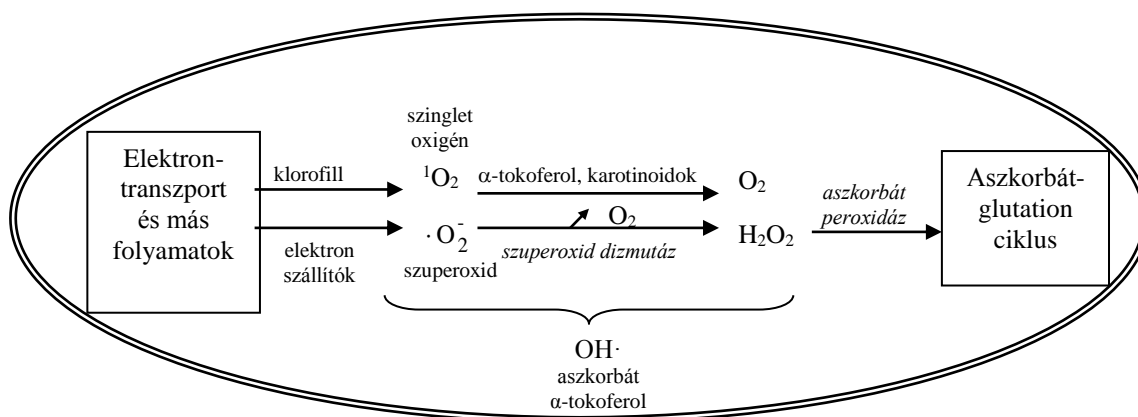 szinglet
oxigén
Elektron-
transzport
és más
folyamatok
klorofill
¹O₂
α-tokoferol, karotinoidok
O₂
aszkorbát
peroxidáz
Aszkorbát-
glutation
ciklus
elektron
szállítók
· O₂⁻
szuperoxid
O₂
szuperoxid dizmutáz
H₂O₂
OH·
aszkorbát
α-tokoferol